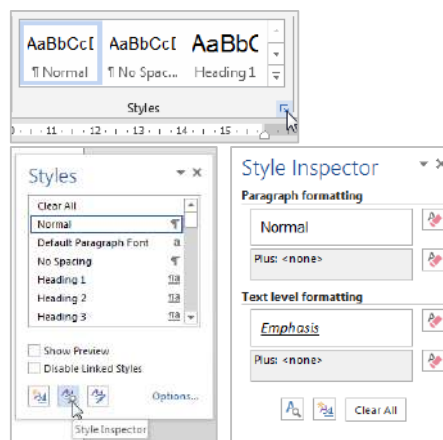 AaBbCcI AaBbCcI AaBbC
¶ Normal ¶ No Spac... Heading 1
Styles
· 11 · 12 · 13 · 14 · 15 ·
Styles
Clear All
Normal ¶
Default Paragraph Font a
No Spacing ¶
Heading 1 ¶a
Heading 2 ¶a
Heading 3 ¶a
Show Preview
Disable Linked Styles
Options...
Style Inspector
Style Inspector
Paragraph formatting
Normal
Plus: <none>
Text level formatting
Emphasis
Plus: <none>
Clear All